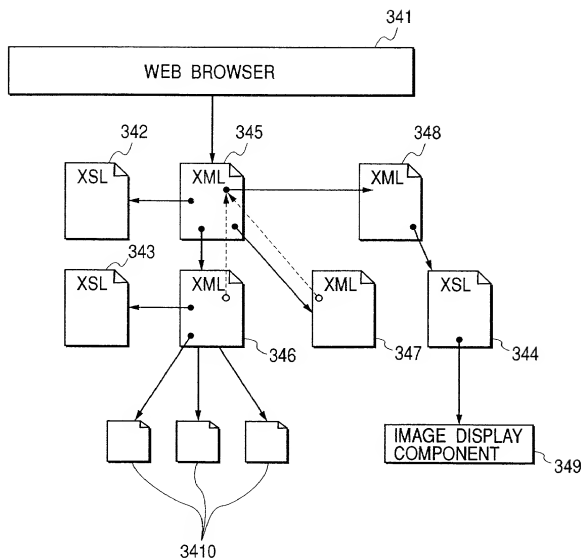 341
WEB BROWSER
342
345
348
XSL
XML
XML
343
XSL
XML
XML
XSL
346
347
344
IMAGE DISPLAY
COMPONENT
349
3410